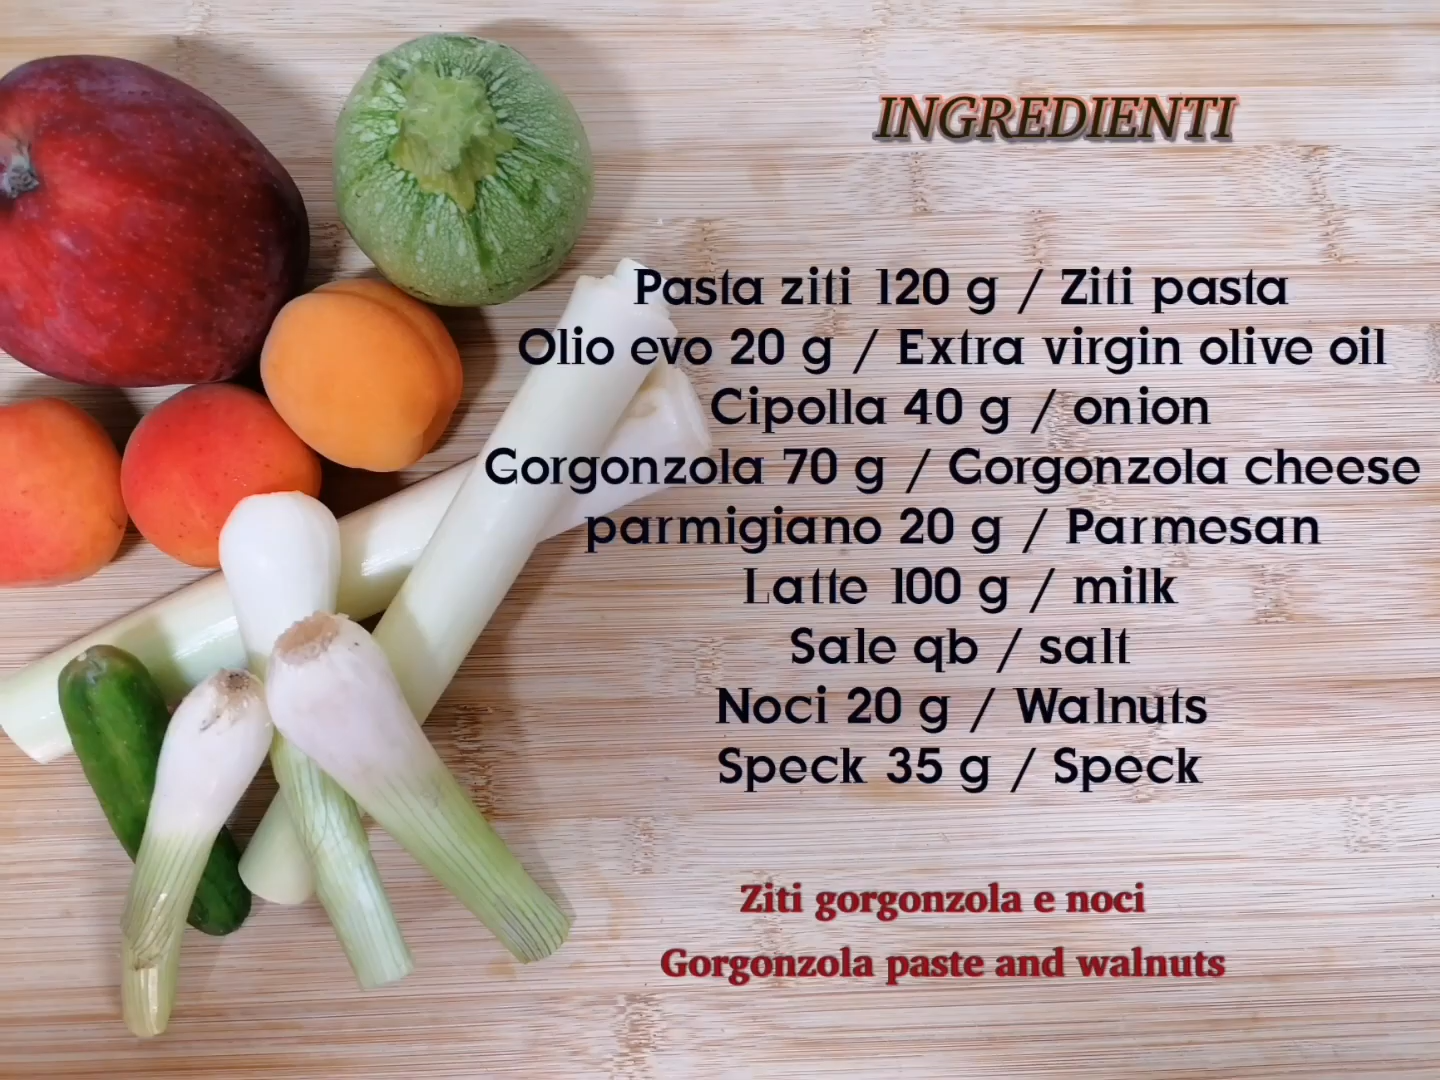 INGREDIENTI
Pasta ziti 120 g / Ziti pasta
Olio evo 20 g / Extra virgin olive oil
Cipolla 40 g / onion
Gorgonzola 70 g / Gorgonzola cheese
parmigiano 20 g / Parmesan
Latte 100 g / milk
Sale qb / salt
Noci 20 g / Walnuts
Speck 35 g / Speck
Ziti gorgonzola e noci
Gorgonzola paste and walnuts